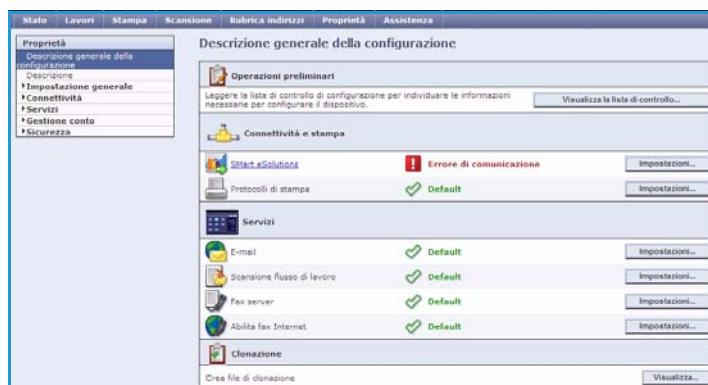 Stato Lavori Stampa Scansione Rubrica indirizzi Proprietà Assistenza
Proprietà
Descrizione generale della
configurazione
Descrizione
Impostazione generale
Connettività
Servizi
Gestione conto
Sicurezza
Descrizione generale della configurazione
Operazioni preliminari
Leggere la lista di controllo di configurazione per individuare le informazioni
necessarie per configurare il dispositivo.
Visualizza la lista di controllo...
Connettività e stampa
SMart eSolutions Errore di comunicazione Impostazioni...
Protocolli di stampa Default Impostazioni...
Servizi
E-mail Default Impostazioni...
Scansione flusso di lavoro Default Impostazioni...
Fax server Default Impostazioni...
Abilita fax Internet Default Impostazioni...
Clonazione
Crea file di clonazione Visualizza...